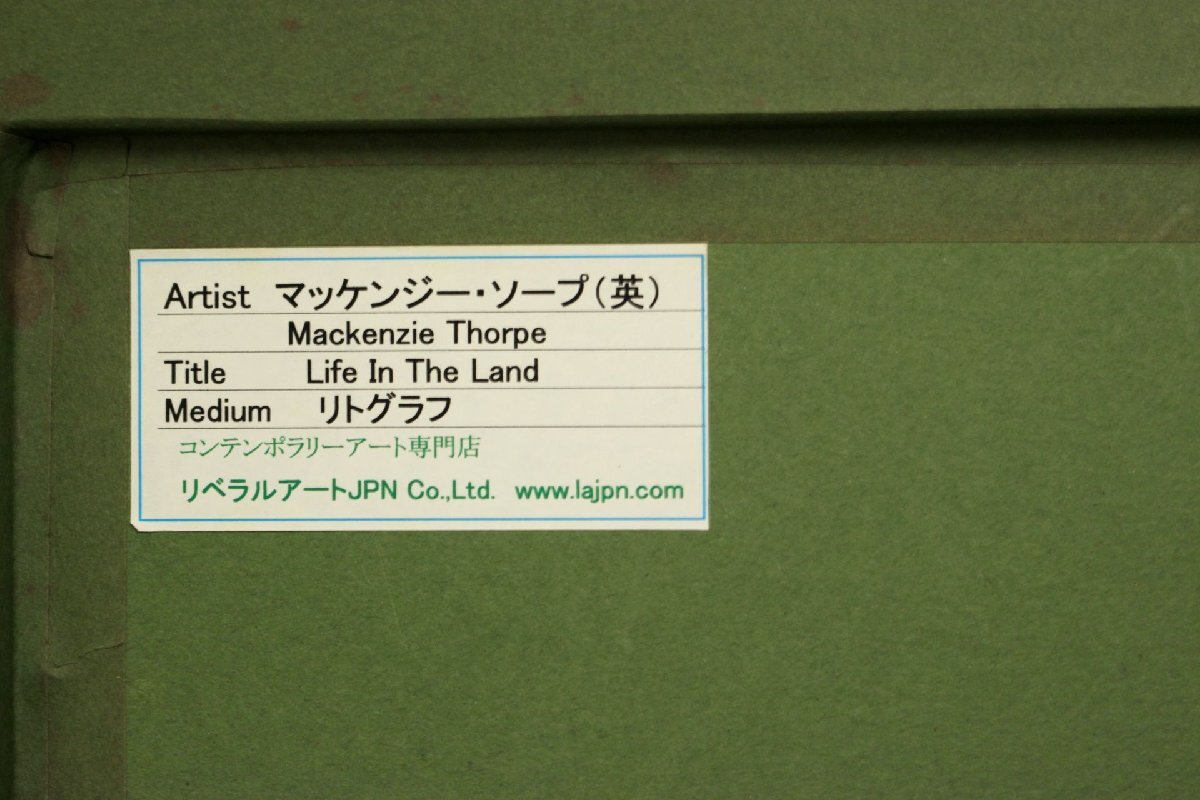 Artist マッケンジー・ソープ(英)
Mackenzie Thorpe
Title Life In The Land
Medium リトグラフ
コンテンポラリーアート専門店
リベラルアートJPN Co.,Ltd. www.lajpn.com